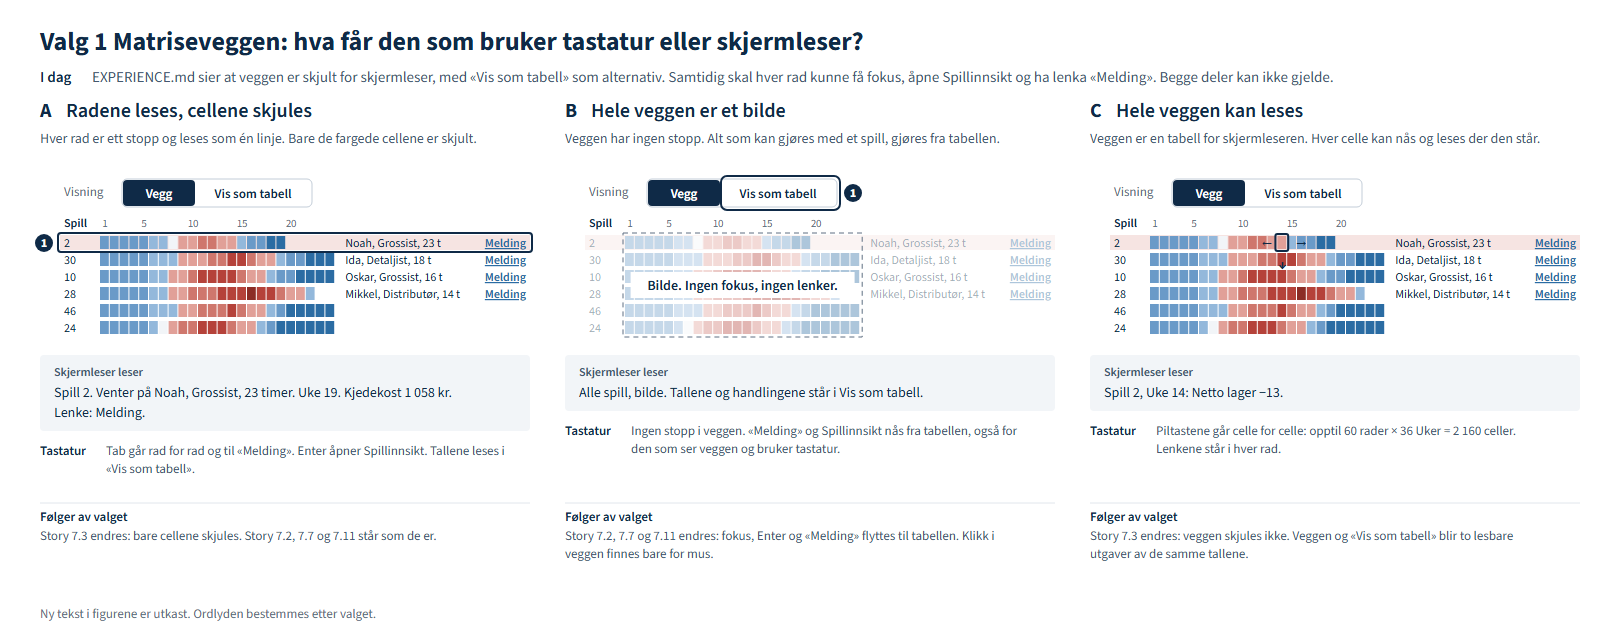 Valg 1 Matriseveggen: hva får den som bruker tastatur eller skjermleser?
I dag EXPERIENCE.md sier at veggen er skjult for skjermleser, med «Vis som tabell» som alternativ. Samtidig skal hver rad kunne få fokus, åpne Spillinnsikt og ha lenka «Melding». Begge deler kan ikke gjelde.
A Radene leses, cellene skjules
Hver rad er ett stopp og leses som én linje. Bare de fargede cellene er skjult.
Visning Vegg Vis som tabell
Spill 1 5 10 15 20
1 2 Noah, Grossist, 23 t Melding
30 Ida, Detaljist, 18 t Melding
10 Oskar, Grossist, 16 t Melding
28 Mikkel, Distributør, 14 t Melding
46
24
Skjermleser leser
Spill 2. Venter på Noah, Grossist, 23 timer. Uke 19. Kjedekost 1 058 kr.
Lenke: Melding.
Tastatur Tab går rad for rad og til «Melding». Enter åpner Spillinnsikt. Tallene leses i
«Vis som tabell».
Følger av valget
Story 7.3 endres: bare cellene skjules. Story 7.2, 7.7 og 7.11 står som de er.
B Hele veggen er et bilde
Veggen har ingen stopp. Alt som kan gjøres med et spill, gjøres fra tabellen.
Visning Vegg Vis som tabell 1
Spill 1 5 10 15 20
2 Noah, Grossist, 23 t Melding
30 Ida, Detaljist, 18 t Melding
10 Oskar, Grossist, 16 t Melding
Bilde. Ingen fokus, ingen lenker.
28 Mikkel, Distributør, 14 t Melding
46
24
Skjermleser leser
Alle spill, bilde. Tallene og handlingene står i Vis som tabell.
Tastatur Ingen stopp i veggen. «Melding» og Spillinnsikt nås fra tabellen, også for
den som ser veggen og bruker tastatur.
Følger av valget
Story 7.2, 7.7 og 7.11 endres: fokus, Enter og «Melding» flyttes til tabellen. Klikk i
veggen finnes bare for mus.
C Hele veggen kan leses
Veggen er en tabell for skjermleseren. Hver celle kan nås og leses der den står.
Visning Vegg Vis som tabell
Spill 1 5 10 15 20
2 ← → Noah, Grossist, 23 t Melding
30 ↓ Ida, Detaljist, 18 t Melding
10 Oskar, Grossist, 16 t Melding
28 Mikkel, Distributør, 14 t Melding
46
24
Skjermleser leser
Spill 2, Uke 14: Netto lager −13.
Tastatur Piltastene går celle for celle: opptil 60 rader × 36 Uker = 2 160 celler.
Lenkene står i hver rad.
Følger av valget
Story 7.3 endres: veggen skjules ikke. Veggen og «Vis som tabell» blir to lesbare
utgaver av de samme tallene.
Ny tekst i figurene er utkast. Ordlyden bestemmes etter valget.